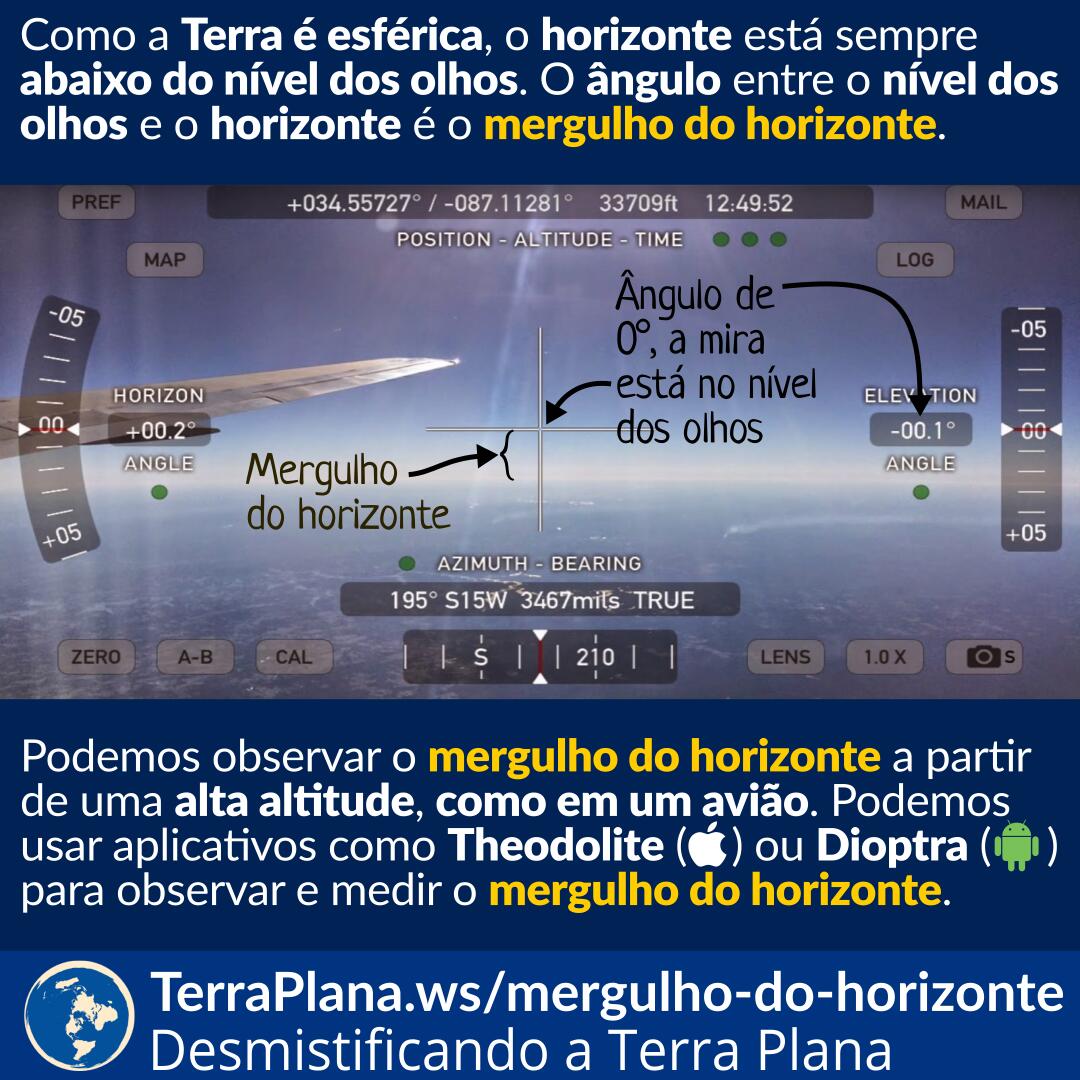 Como a Terra é esférica, o horizonte está sempre
abaixo do nível dos olhos. O ângulo entre o nível dos
olhos e o horizonte é o mergulho do horizonte.
PREF
+034.55727° / -087.11281° 33709ft 12:49:52
MAIL
POSITION - ALTITUDE - TIME
MAP
LOG
Ângulo de
0°, a mira
está no nível
dos olhos
-05
00
+05
HORIZON
+00.2°
ANGLE
Mergulho
do horizonte
ELEVATION
-00.1°
ANGLE
-05
00
+05
AZIMUTH - BEARING
195° S15W 3467mils TRUE
ZERO
A-B
CAL
S
210
LENS
1.0 X
S
Podemos observar o mergulho do horizonte a partir
de uma alta altitude, como em um avião. Podemos
usar aplicativos como Theodolite () ou Dioptra ()
para observar e medir o mergulho do horizonte.
TerraPlana.ws/mergulho-do-horizonte
Desmistificando a Terra Plana